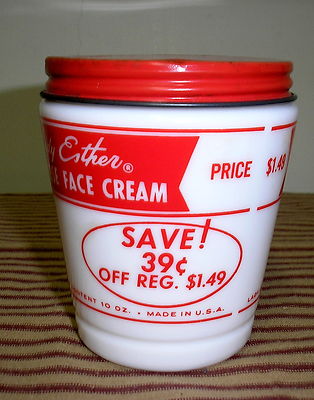 Esther®
FACE CREAM
PRICE $1.49
SAVE!
39¢
OFF REG. $1.49
10 OZ. • MADE IN U.S.A.